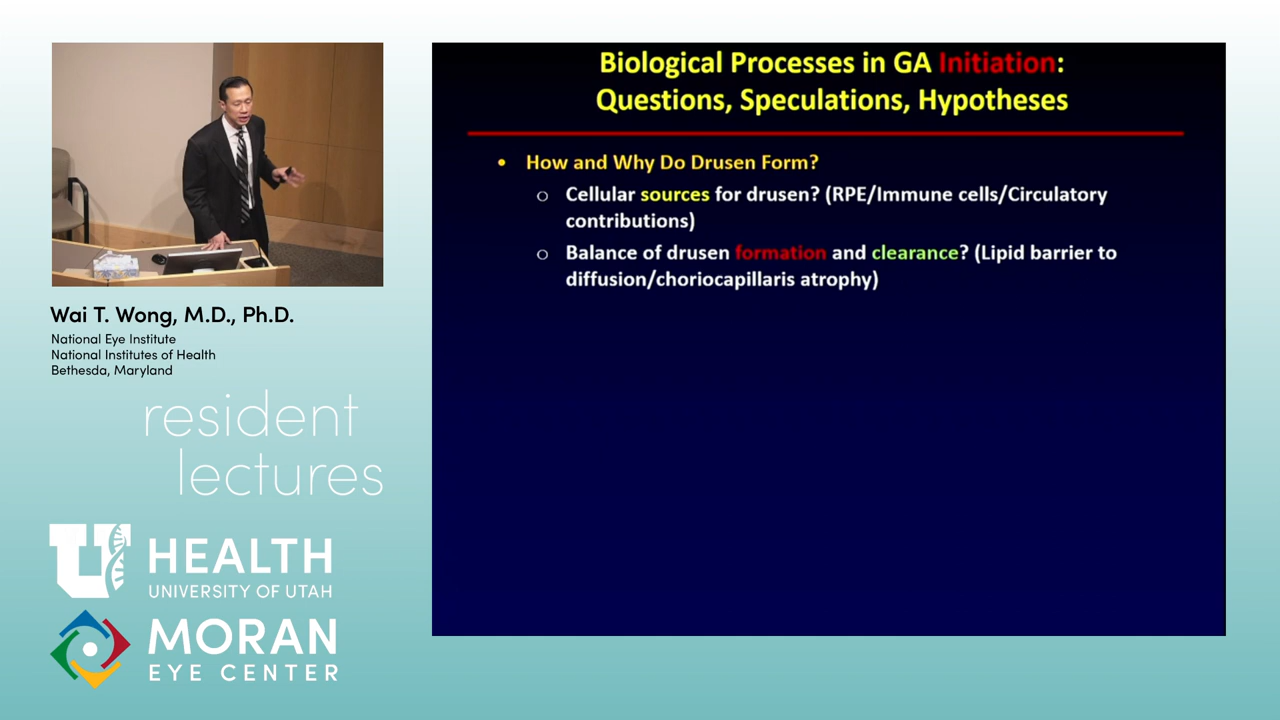 Biological Processes in GA Initiation:
Questions, Speculations, Hypotheses
• How and Why Do Drusen Form?
o Cellular sources for drusen? (RPE/Immune cells/Circulatory
contributions)
o Balance of drusen formation and clearance? (Lipid barrier to
diffusion/choriocapillaris atrophy)
Wai T. Wong, M.D., Ph.D.
National Eye Institute
National Institutes of Health
Bethesda, Maryland
resident
lectures
U HEALTH
UNIVERSITY OF UTAH
MORAN
EYE CENTER